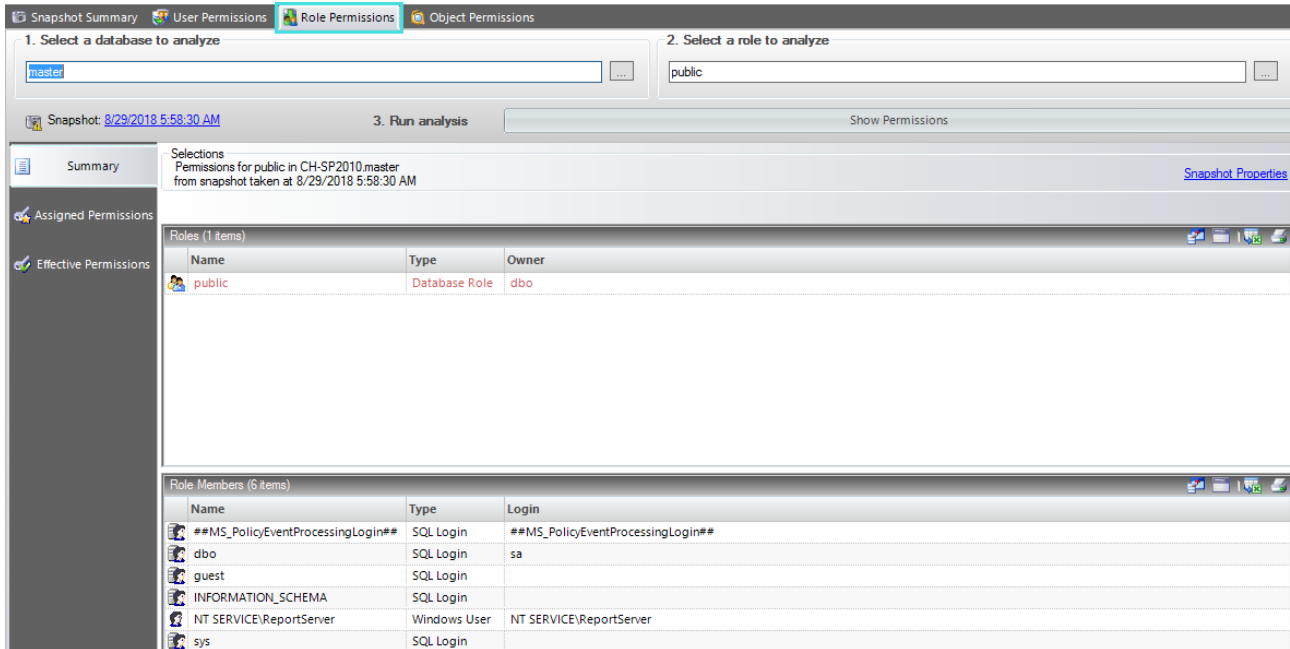 Snapshot Summary User Permissions Role Permissions Object Permissions
1. Select a database to analyze 2. Select a role to analyze
master ... public ...
Snapshot: 8/29/2018 5:58:30 AM 3. Run analysis Show Permissions
Summary
Assigned Permissions
Effective Permissions
Selections
Permissions for public in CH-SP2010.master
from snapshot taken at 8/29/2018 5:58:30 AM
Snapshot Properties
Roles (1 items)
Name Type Owner
public Database Role dbo
Role Members (6 items)
Name Type Login
##MS_PolicyEventProcessingLogin## SQL Login ##MS_PolicyEventProcessingLogin##
dbo SQL Login sa
guest SQL Login
INFORMATION_SCHEMA SQL Login
NT SERVICE\ReportServer Windows User NT SERVICE\ReportServer
sys SQL Login